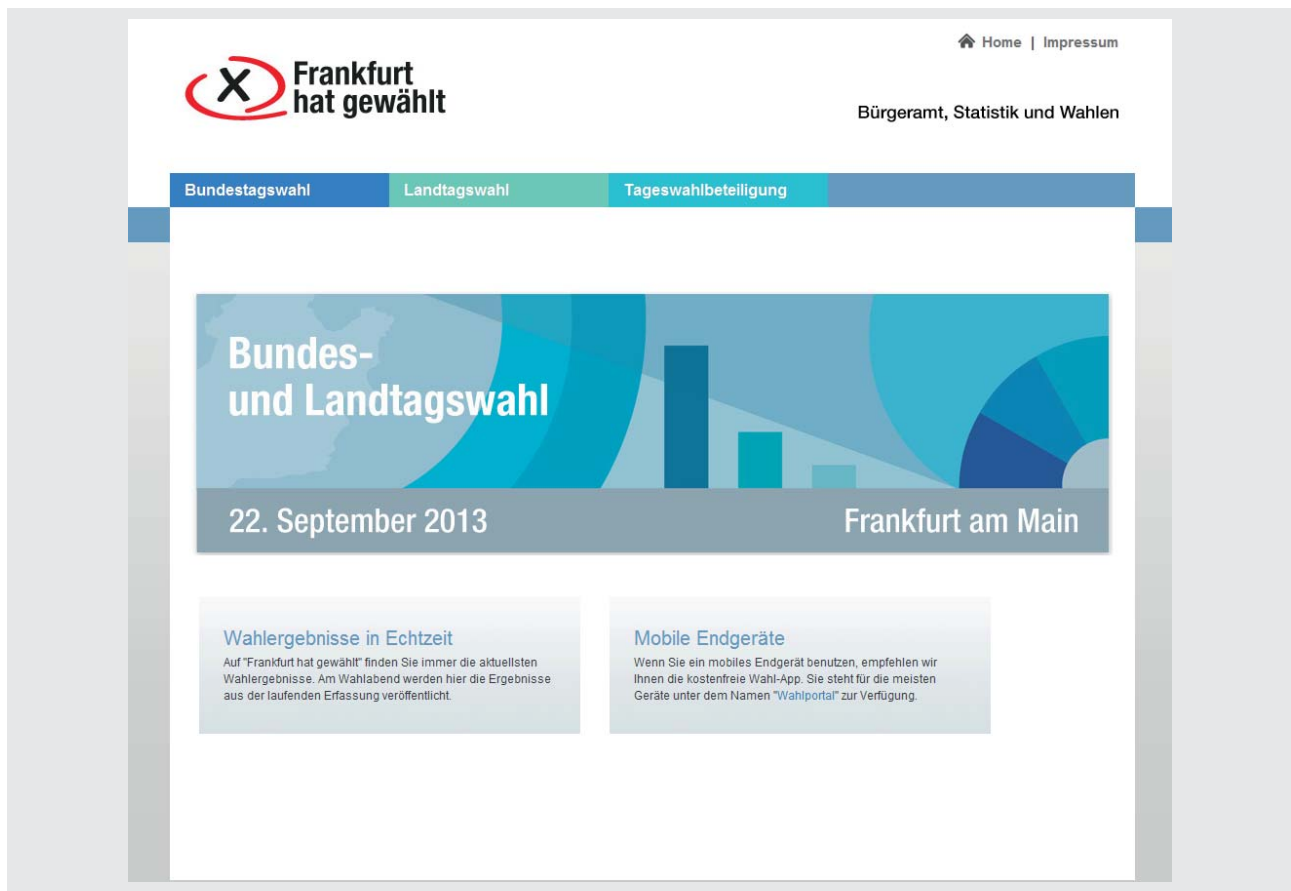 Home | Impressum
Frankfurt
hat gewählt
Bürgeramt, Statistik und Wahlen
Bundestagswahl
Landtagswahl
Tageswahlbeteiligung
Bundes-
und Landtagswahl
22. September 2013
Frankfurt am Main
Wahlergebnisse in Echtzeit
Auf "Frankfurt hat gewählt" finden Sie immer die aktuellsten
Wahlergebnisse. Am Wahlabend werden hier die Ergebnisse
aus der laufenden Erfassung veröffentlicht.
Mobile Endgeräte
Wenn Sie ein mobiles Endgerät benutzen, empfehlen wir
Ihnen die kostenfreie Wahl-App. Sie steht für die meisten
Geräte unter dem Namen "Wahlportal" zur Verfügung.